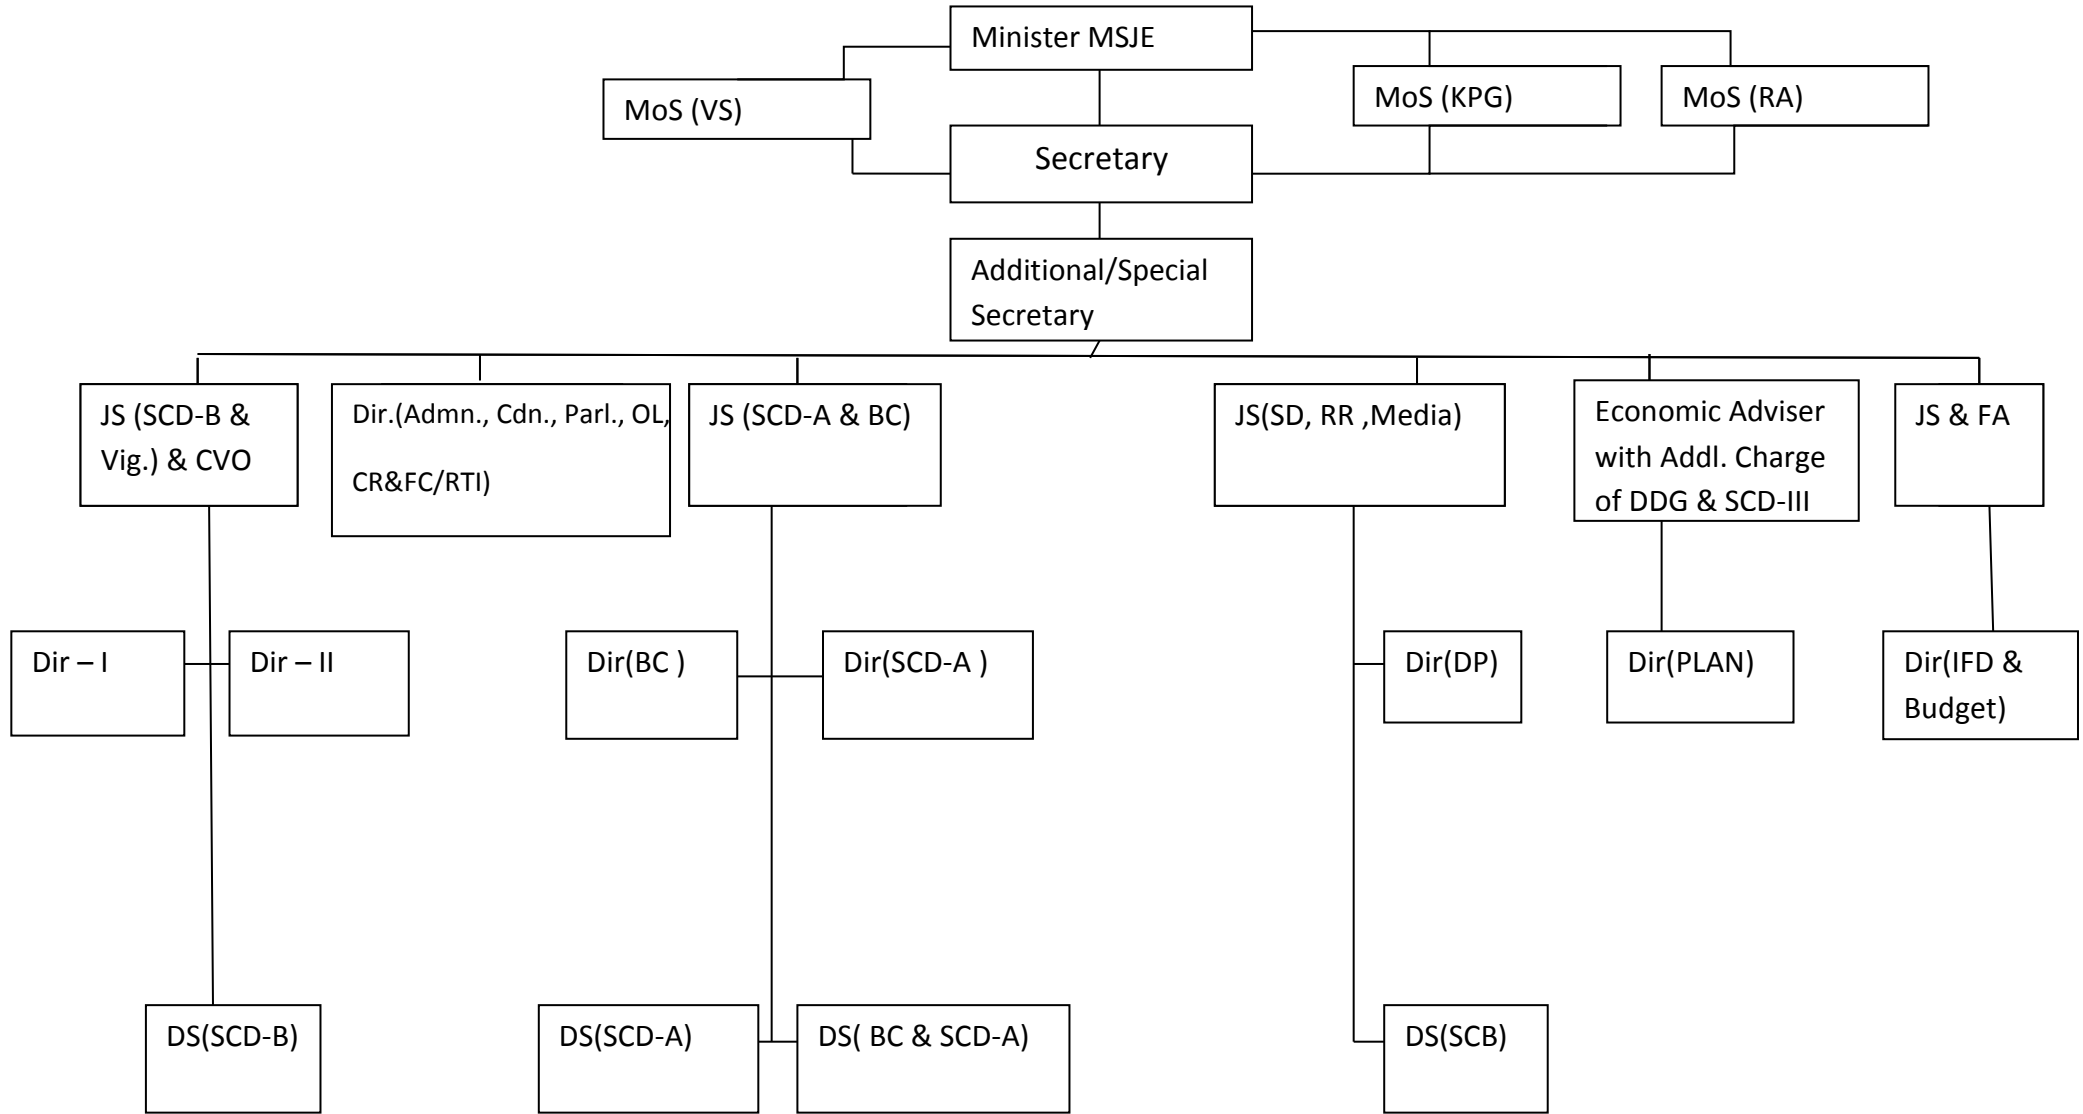 Minister MSJE
MoS (VS)
MoS (KPG)
MoS (RA)
Secretary
Additional/Special
Secretary
JS (SCD-B &
Vig.) & CVO
Dir.(Admn., Cdn., Parl., OL,
CR&FC/RTI)
JS (SCD-A & BC)
JS(SD, RR ,Media)
Economic Adviser
with Addl. Charge
of DDG & SCD-III
JS & FA
Dir – I
Dir – II
Dir(BC )
Dir(SCD-A )
Dir(DP)
Dir(PLAN)
Dir(IFD &
Budget)
DS(SCD-B)
DS(SCD-A)
DS( BC & SCD-A)
DS(SCB)